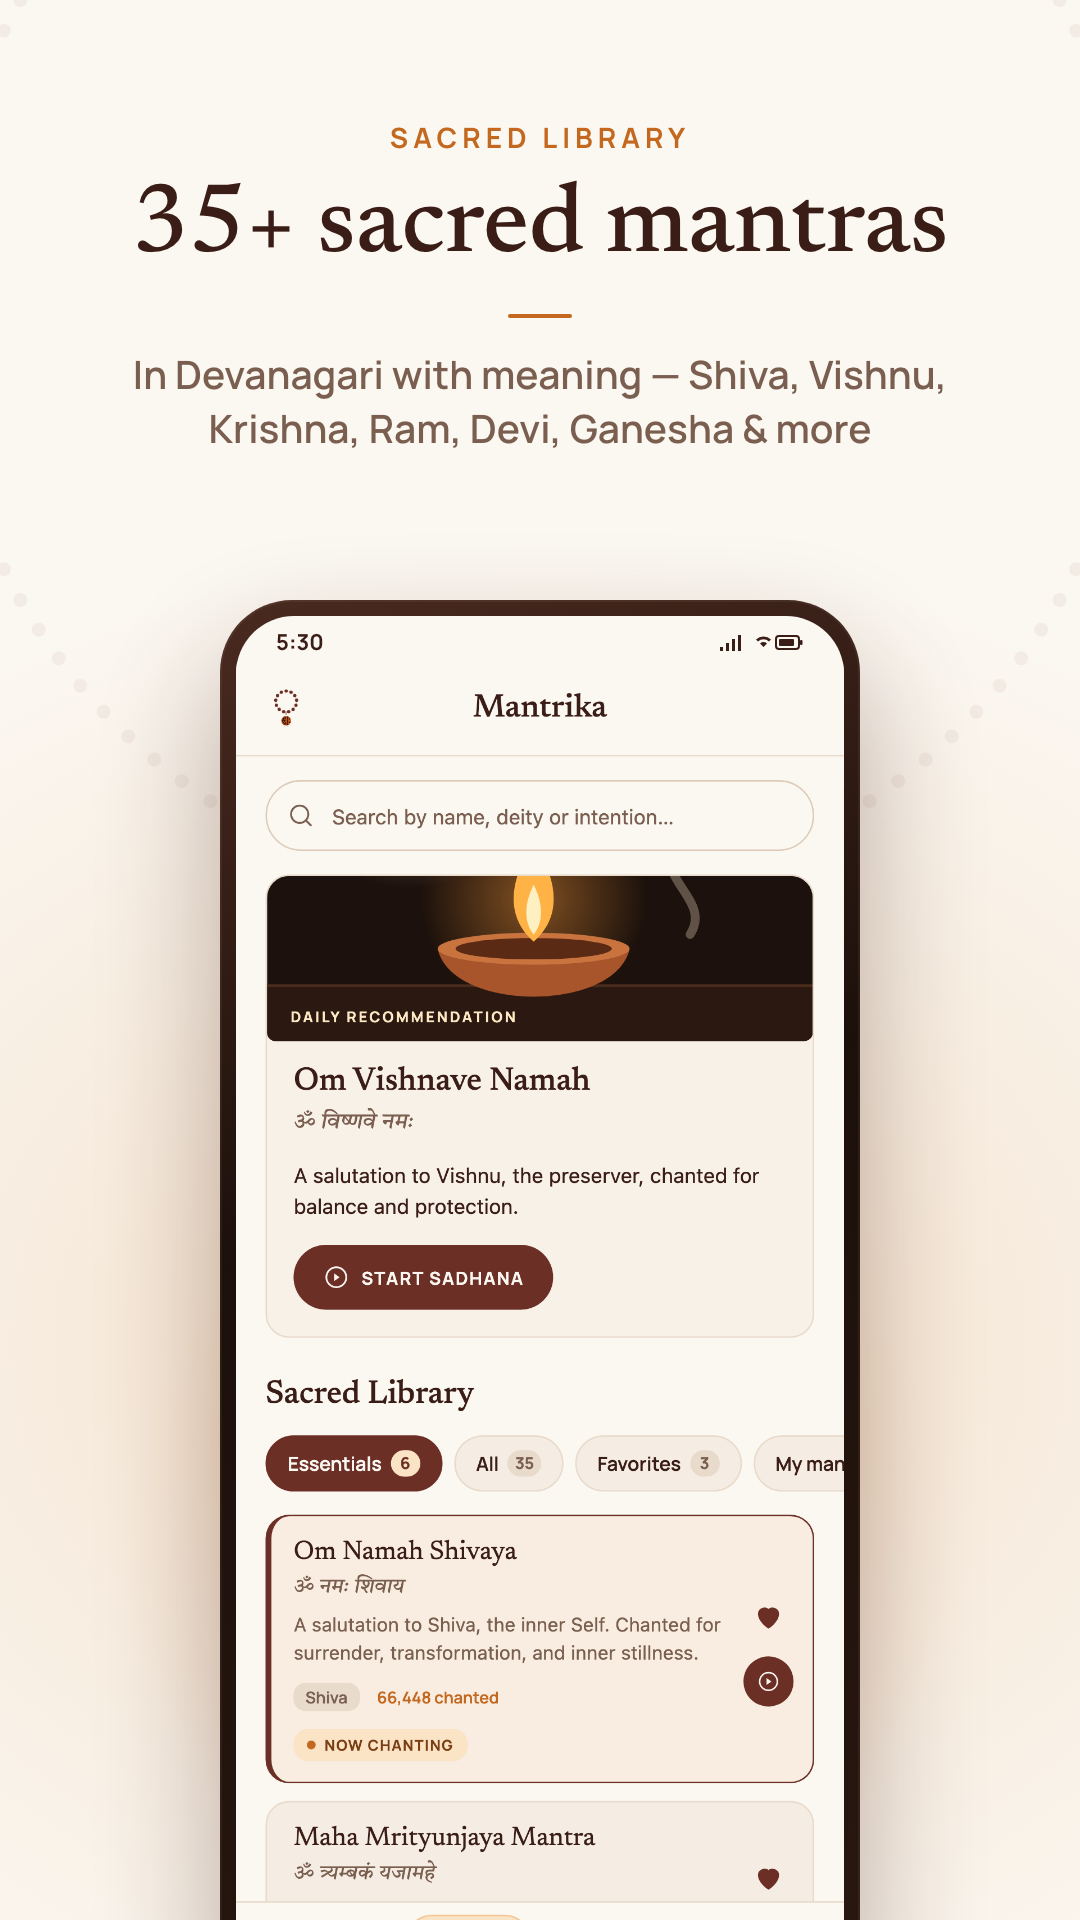 SACRED LIBRARY
35+ sacred mantras
In Devanagari with meaning — Shiva, Vishnu,
Krishna, Ram, Devi, Ganesha & more
5:30
Mantrika
Search by name, deity or intention...
DAILY RECOMMENDATION
Om Vishnave Namah
ॐ विष्णवे नमः
A salutation to Vishnu, the preserver, chanted for
balance and protection.
START SADHANA
Sacred Library
Essentials 6 All 35 Favorites 3 My man
Om Namah Shivaya
ॐ नमः शिवाय
A salutation to Shiva, the inner Self. Chanted for
surrender, transformation, and inner stillness.
Shiva 66,448 chanted
NOW CHANTING
Maha Mrityunjaya Mantra
ॐ त्र्यम्बकं यजामहे